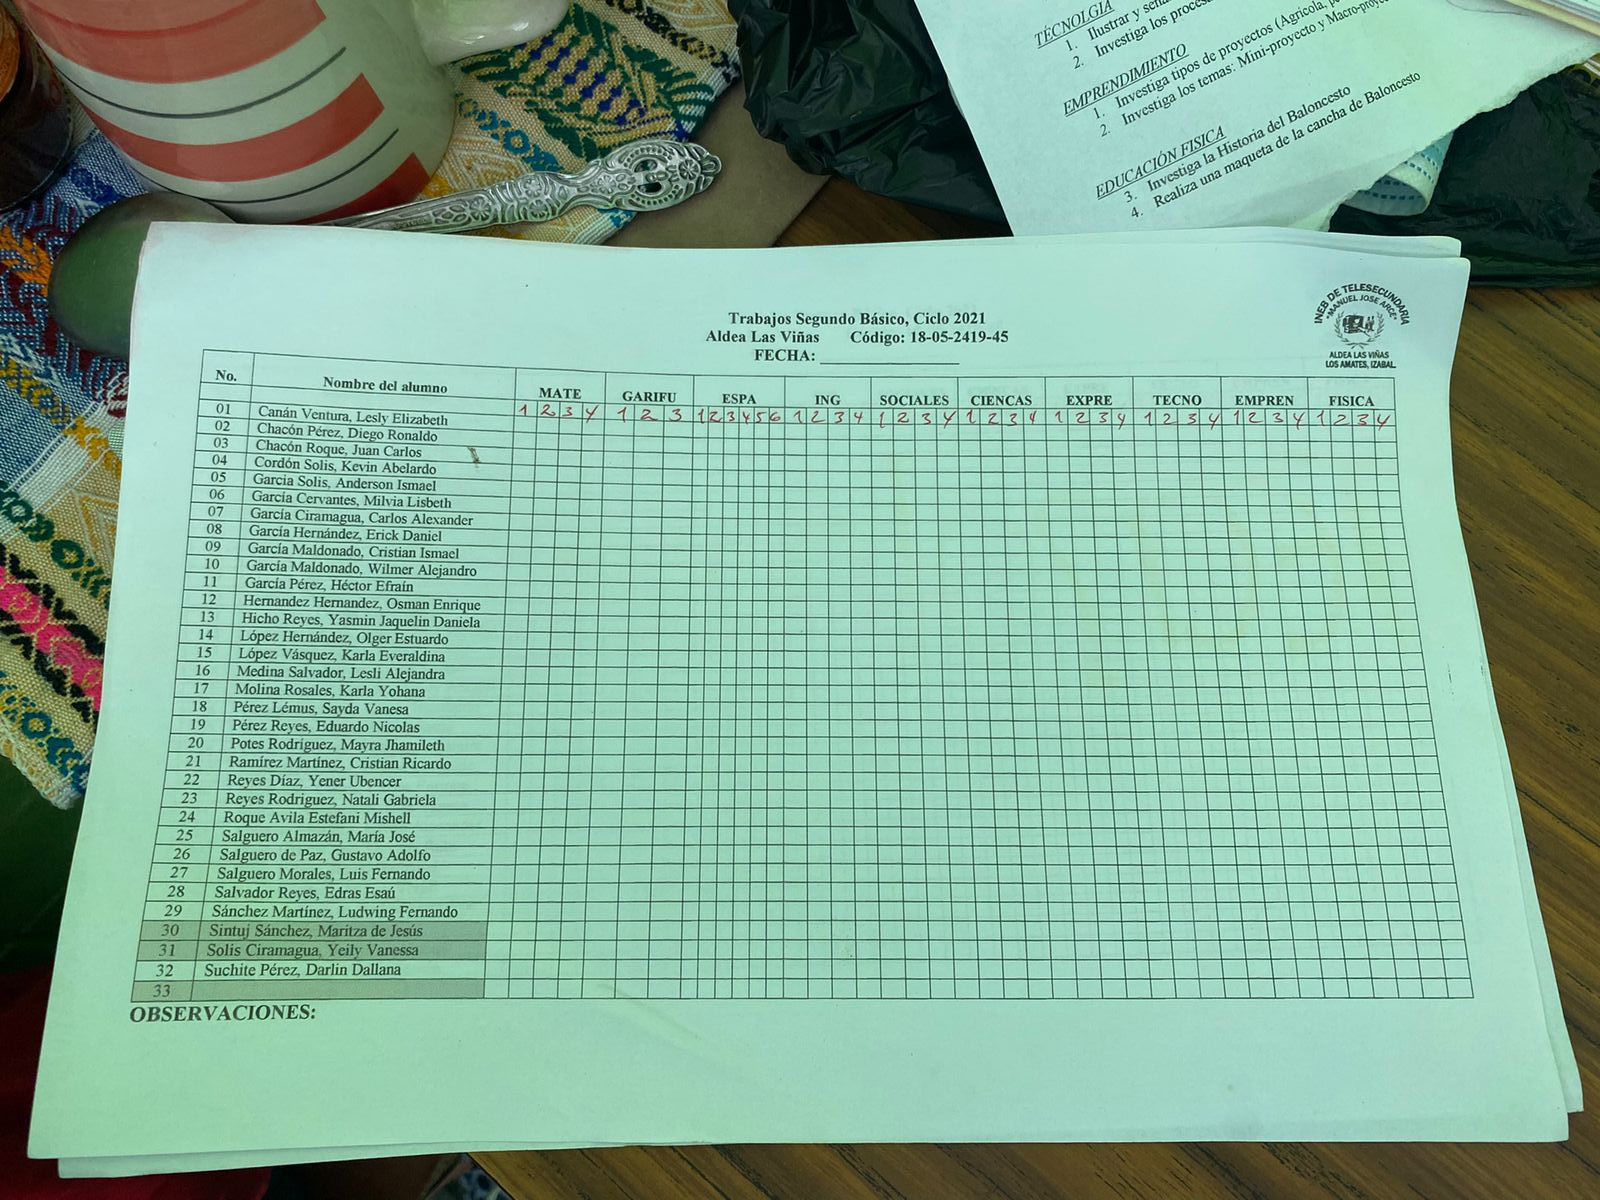 TÉCNOLGÍA
1. Ilustrar y
2. Investiga los
EMPRENDIMIENTO
1. Investiga tipos de proyectos (Agrícola,
2. Investiga los temas: Mini-proyecto y
EDUCACIÓN FISICA
3. Investiga la Historia del Baloncesto
4. Realiza una maqueta de la cancha de Baloncesto
INEB DE TELESECUNDARIA
"MANUEL JOSE ARCE"
ALDEA LAS VIÑAS
LOS AMATES, IZABAL
Trabajos Segundo Básico, Ciclo 2021
Aldea Las Viñas Código: 18-05-2419-45
FECHA:
No. Nombre del alumno MATE GARIFU ESPA ING SOCIALES CIENCAS EXPRE TECNO EMPREN FISICA
1 2 3 4 1 2 3 1 2 3 4 5 6 1 2 3 4 1 2 3 4 1 2 3 4 1 2 3 4 1 2 3 4 1 2 3 4 1 2 3 4
01 Canán Ventura, Lesly Elizabeth
02 Chacón Pérez, Diego Ronaldo
03 Chacón Roque, Juan Carlos
04 Cordón Solis, Kevin Abelardo
05 García Solis, Anderson Ismael
06 García Cervantes, Milvia Lisbeth
07 García Ciramagua, Carlos Alexander
08 García Hernández, Erick Daniel
09 García Maldonado, Cristian Ismael
10 García Maldonado, Wilmer Alejandro
11 García Pérez, Héctor Efraín
12 Hernandez Hernandez, Osman Enrique
13 Hicho Reyes, Yasmin Jaquelin Daniela
14 López Hernández, Olger Estuardo
15 López Vásquez, Karla Everaldina
16 Medina Salvador, Lesli Alejandra
17 Molina Rosales, Karla Yohana
18 Pérez Lémus, Sayda Vanesa
19 Pérez Reyes, Eduardo Nicolas
20 Potes Rodriguez, Mayra Jhamileth
21 Ramírez Martínez, Cristian Ricardo
22 Reyes Díaz, Yener Ubencer
23 Reyes Rodriguez, Natali Gabriela
24 Roque Avila Estefani Mishell
25 Salguero Almazán, María José
26 Salguero de Paz, Gustavo Adolfo
27 Salguero Morales, Luis Fernando
28 Salvador Reyes, Edras Esaú
29 Sánchez Martínez, Ludwing Fernando
30 Sintuj Sánchez, Maritza de Jesús
31 Solis Ciramagua, Yeily Vanessa
32 Suchite Pérez, Darlin Dallana
33
OBSERVACIONES: